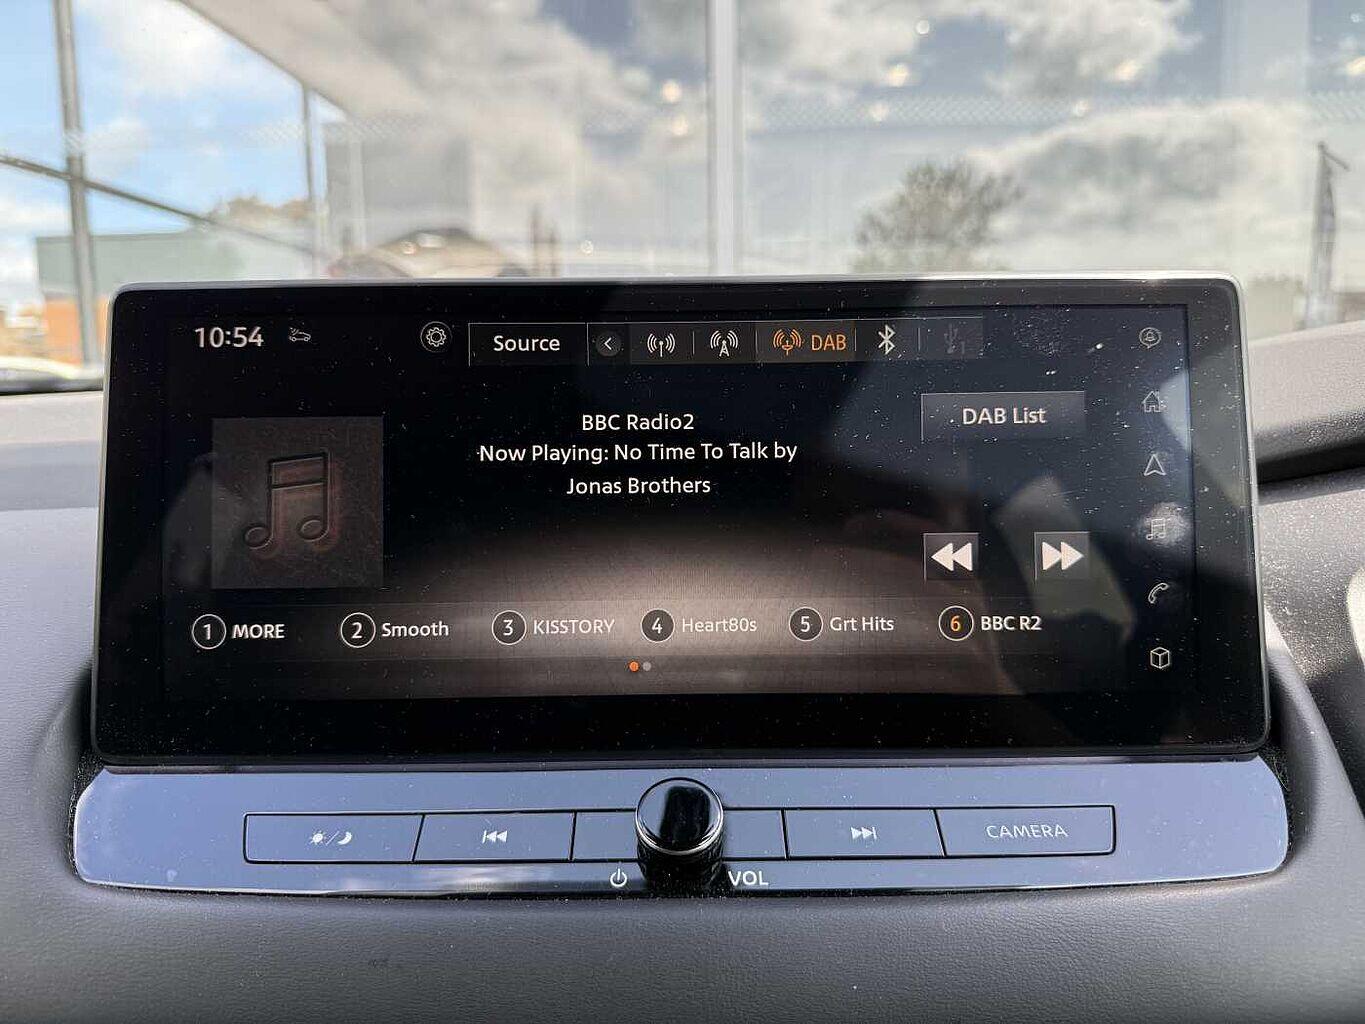 10:54
Source
DAB
BBC Radio2
Now Playing: No Time To Talk by
Jonas Brothers
DAB List
1 MORE
2 Smooth
3 KISSTORY
4 Heart80s
5 Grt Hits
6 BBC R2
CAMERA
VOL